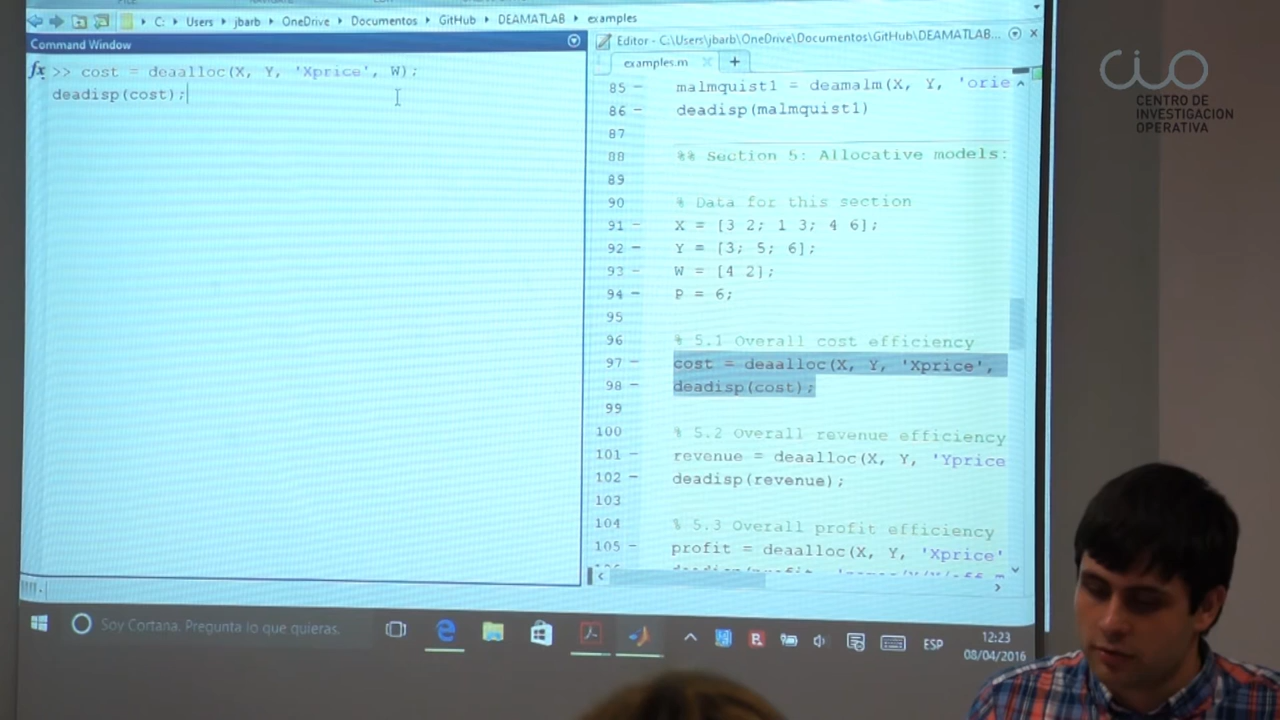 C: Users jbarb OneDrive Documentos GitHub DEAMATLAB examples
Command Window
fx >> cost = deaalloc(X, Y, 'Xprice', W);
deadisp(cost);
Editor - C:\Users\jbarb\OneDrive\Documentos\GitHub\DEAMATLAB...
examples.m × +
85 - malmquist1 = deamalm(X, Y, 'orie
86 - deadisp(malmquist1)
87
88 %% Section 5: Allocative models:
89
90 % Data for this section
91 - X = [3 2; 1 3; 4 6];
92 - Y = [3; 5; 6];
93 - W = [4 2];
94 - P = 6;
95
96 % 5.1 Overall cost efficiency
97 - cost = deaalloc(X, Y, 'Xprice',
98 - deadisp(cost);
99
100 % 5.2 Overall revenue efficiency
101 - revenue = deaalloc(X, Y, 'Yprice
102 - deadisp(revenue);
103
104 % 5.3 Overall profit efficiency
105 - profit = deaalloc(X, Y, 'Xprice'
Soy Cortana. Pregunta lo que quieras.
ESP
12:23
08/04/2016
CIO
CENTRO DE
INVESTIGACION
OPERATIVA